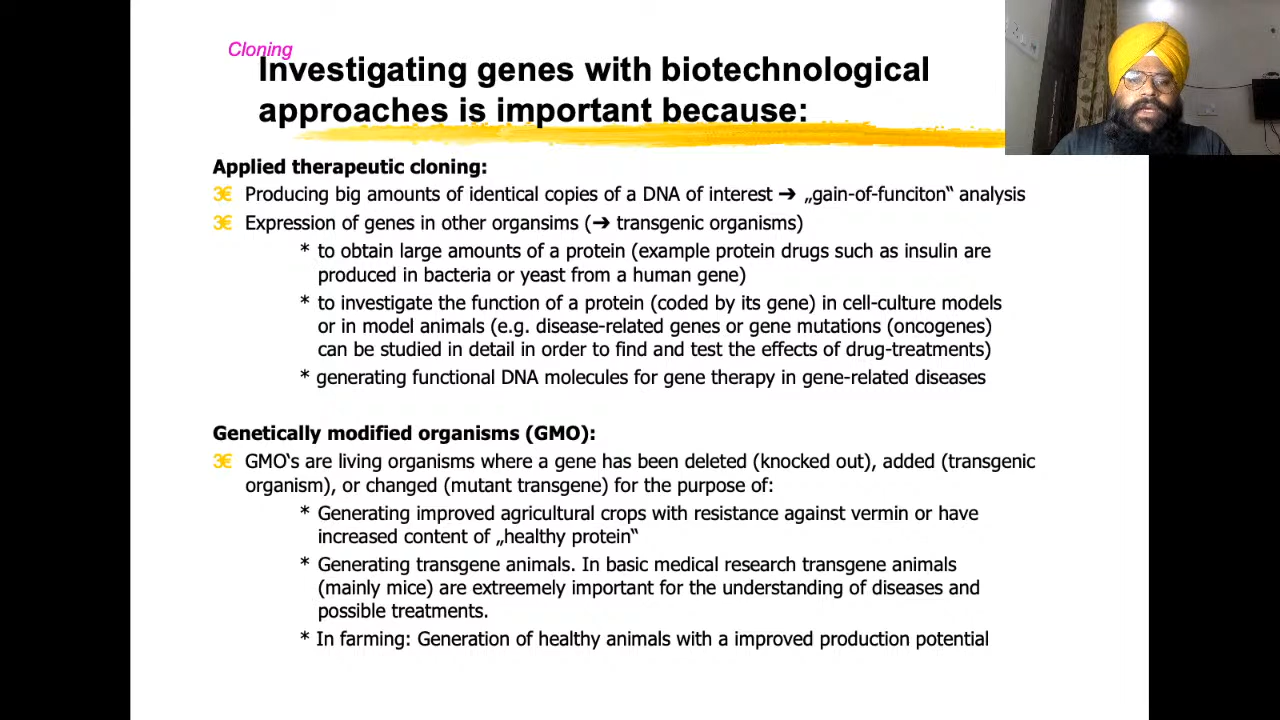 Cloning
Investigating genes with biotechnological
approaches is important because:
Applied therapeutic cloning:
3€ Producing big amounts of identical copies of a DNA of interest ➔ „gain-of-funciton“ analysis
3€ Expression of genes in other organsims (➔ transgenic organisms)
* to obtain large amounts of a protein (example protein drugs such as insulin are
produced in bacteria or yeast from a human gene)
* to investigate the function of a protein (coded by its gene) in cell-culture models
or in model animals (e.g. disease-related genes or gene mutations (oncogenes)
can be studied in detail in order to find and test the effects of drug-treatments)
* generating functional DNA molecules for gene therapy in gene-related diseases
Genetically modified organisms (GMO):
3€ GMO‘s are living organisms where a gene has been deleted (knocked out), added (transgenic
organism), or changed (mutant transgene) for the purpose of:
* Generating improved agricultural crops with resistance against vermin or have
increased content of „healthy protein“
* Generating transgene animals. In basic medical research transgene animals
(mainly mice) are extreemely important for the understanding of diseases and
possible treatments.
* In farming: Generation of healthy animals with a improved production potential